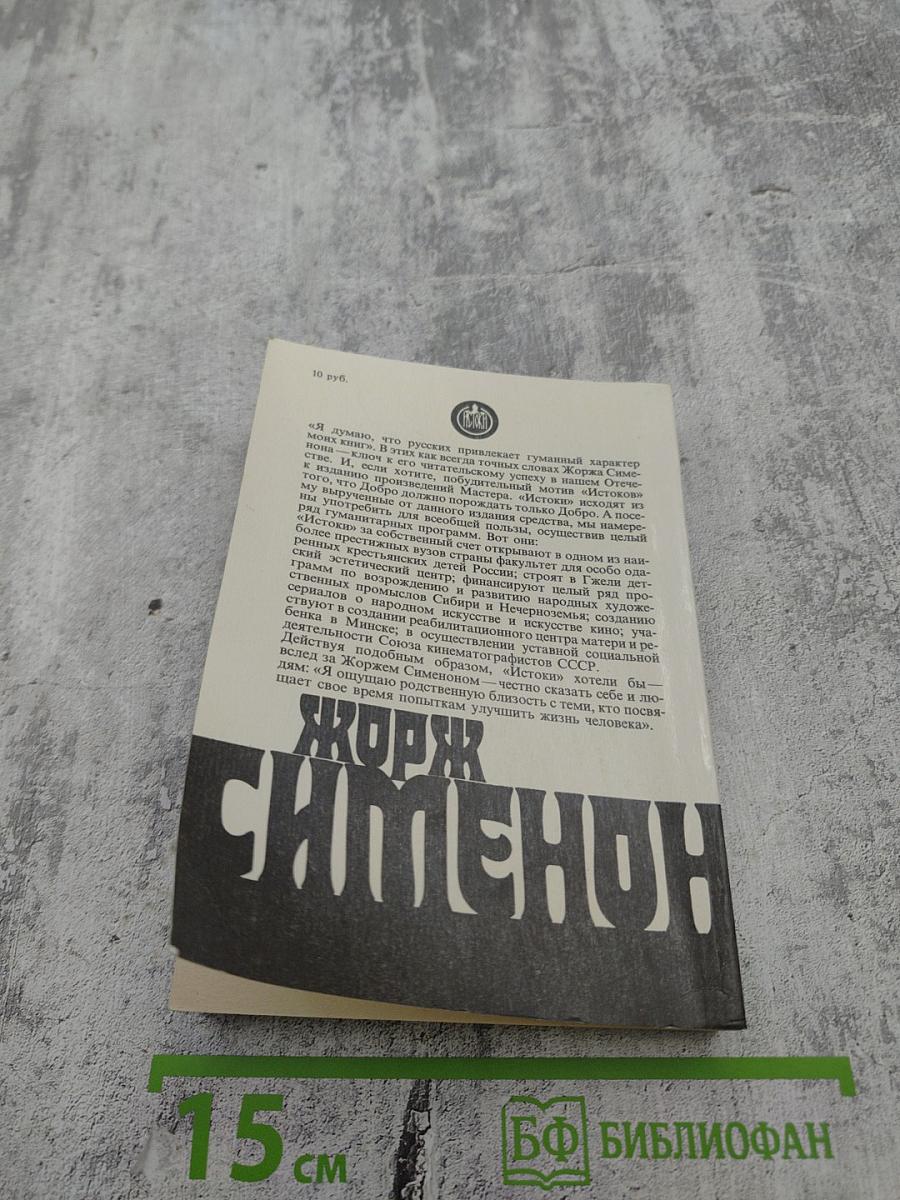 10 руб.
ИСТОКИ
«Я думаю, что русских привлекает гуманный характер
моих книг». В этих как всегда точных словах Жоржа Симе-
нона — ключ к его читательскому успеху в нашем Отече-
стве. И, если хотите, побудительный мотив «Истоков»
к изданию произведений Мастера. «Истоки» исходят из
того, что Добро должно порождать только Добро. А посе-
му вырученные от данного издания средства, мы намере-
ны употребить для всеобщей пользы, осуществив целый
ряд гуманитарных программ. Вот они:
«Истоки» за собственный счет открывают в одном из наи-
более престижных вузов страны факультет для особо ода-
ренных крестьянских детей России; строят в Гжели дет-
ский эстетический центр; финансируют целый ряд про-
грамм по возрождению и развитию народных художе-
ственных промыслов Сибири и Нечерноземья; созданию
сериалов о народном искусстве и искусстве кино; уча-
ствуют в создании реабилитационного центра матери и ре-
бенка в Минске; в осуществлении уставной социальной
деятельности Союза кинематографистов СССР.
Действуя подобным образом, «Истоки» хотели бы —
вслед за Жоржем Сименоном — честно сказать себе и лю-
дям: «Я ощущаю родственную близость с теми, кто посвя-
щает свое время попыткам улучшить жизнь человека».
ЖОРЖ
СИМЕНОН
15 см
БФ БИБЛИОФАН